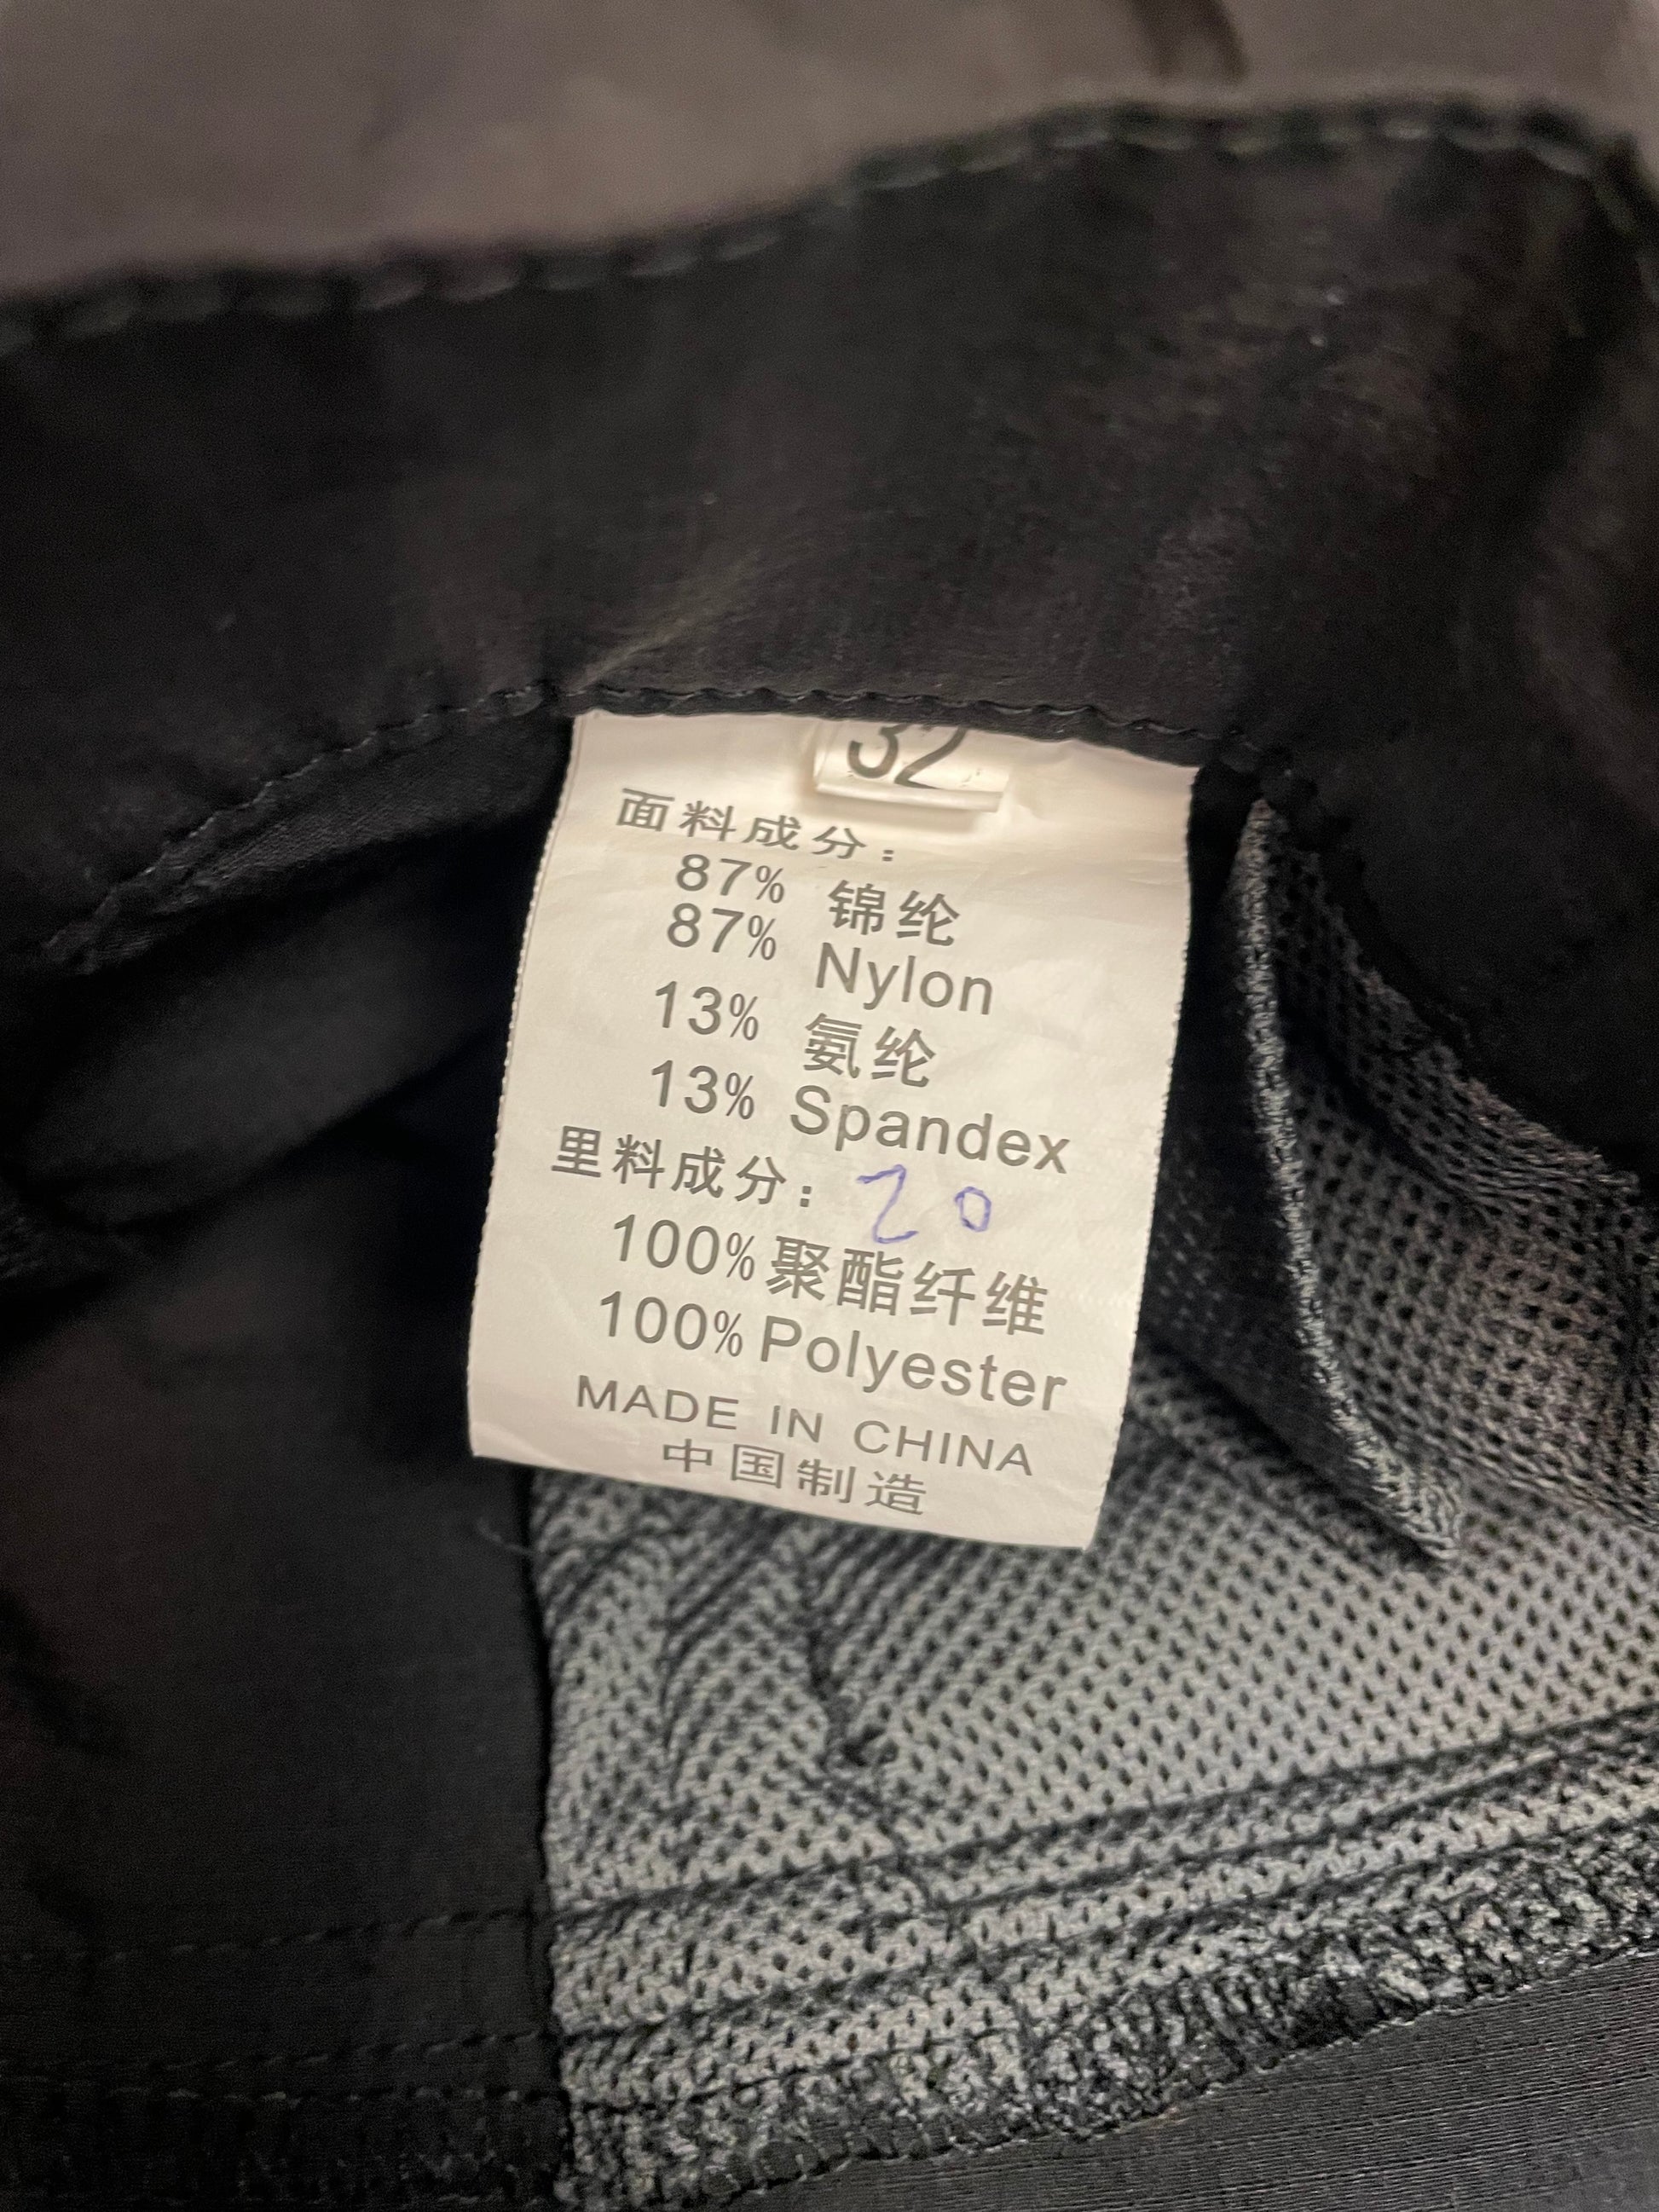 32
面料成分：
87% 锦纶
87% Nylon
13% 氨纶
13% Spandex
里料成分： 20
100%聚酯纤维
100%Polyester
MADE IN CHINA
中国制造